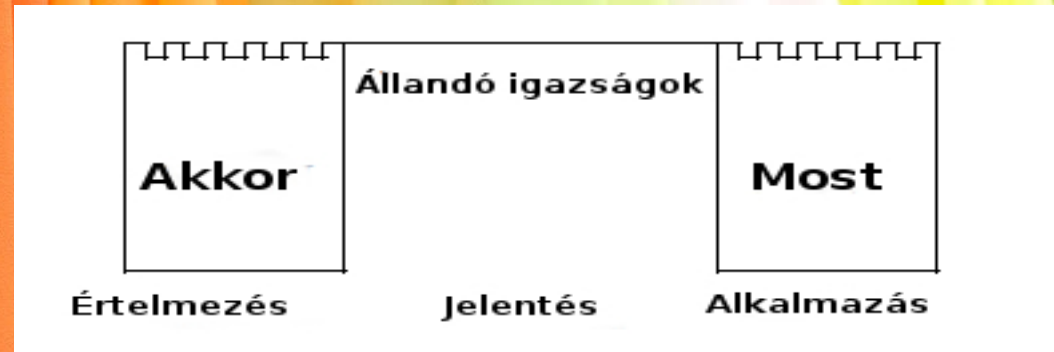 Állandó igazságok
Akkor
Most
Értelmezés
Jelentés
Alkalmazás